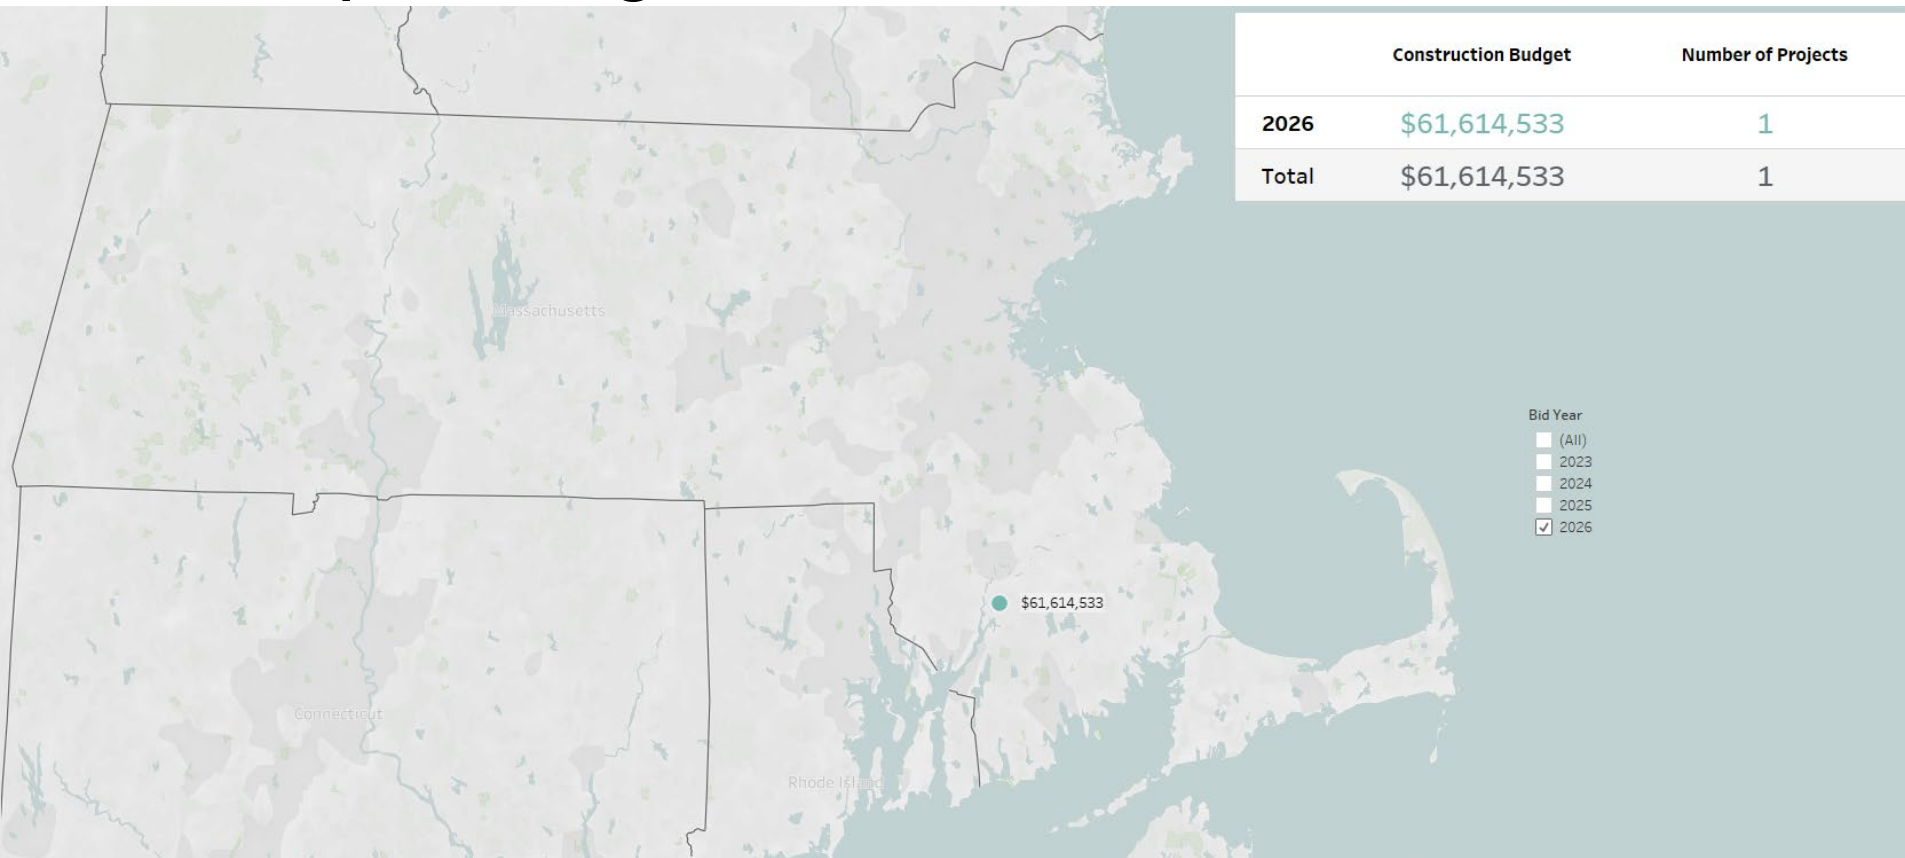 Construction Budget Number of Projects
2026 $61,614,533 1
Total $61,614,533 1
Massachusetts
Bid Year
(All)
2023
2024
2025
2026
$61,614,533
Connecticut
Rhode Island